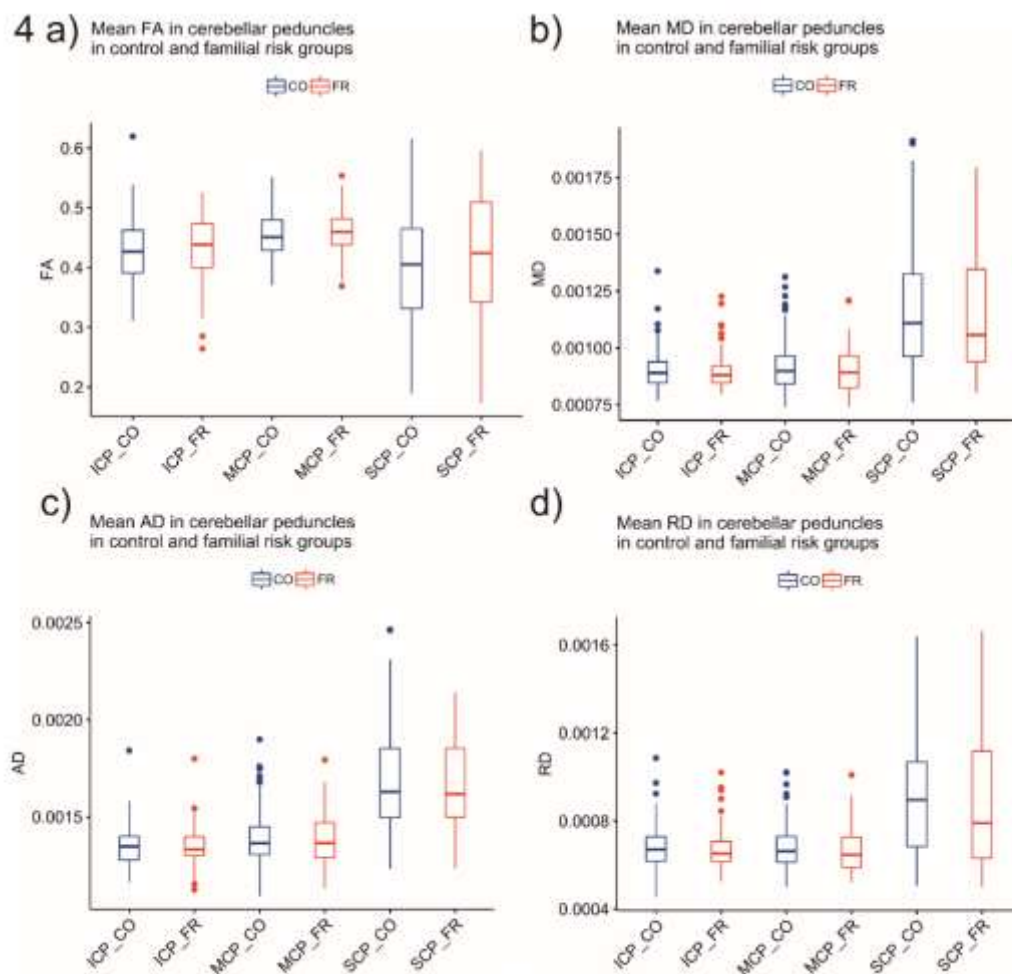 4 a) Mean FA in cerebellar peduncles
in control and familial risk groups
CO FR
0.6
0.5
0.4
0.3
0.2
FA
ICP_CO ICP_FR MCP_CO MCP_FR SCP_CO SCP_FR
b) Mean MD in cerebellar peduncles
in control and familial risk groups
CO FR
0.00175
0.00150
0.00125
0.00100
0.00075
MD
ICP_CO ICP_FR MCP_CO MCP_FR SCP_CO SCP_FR
c) Mean AD in cerebellar peduncles
in control and familial risk groups
CO FR
0.0025
0.0020
0.0015
AD
ICP_CO ICP_FR MCP_CO MCP_FR SCP_CO SCP_FR
d) Mean RD in cerebellar peduncles
in control and familial risk groups
CO FR
0.0016
0.0012
0.0008
0.0004
RD
ICP_CO ICP_FR MCP_CO MCP_FR SCP_CO SCP_FR